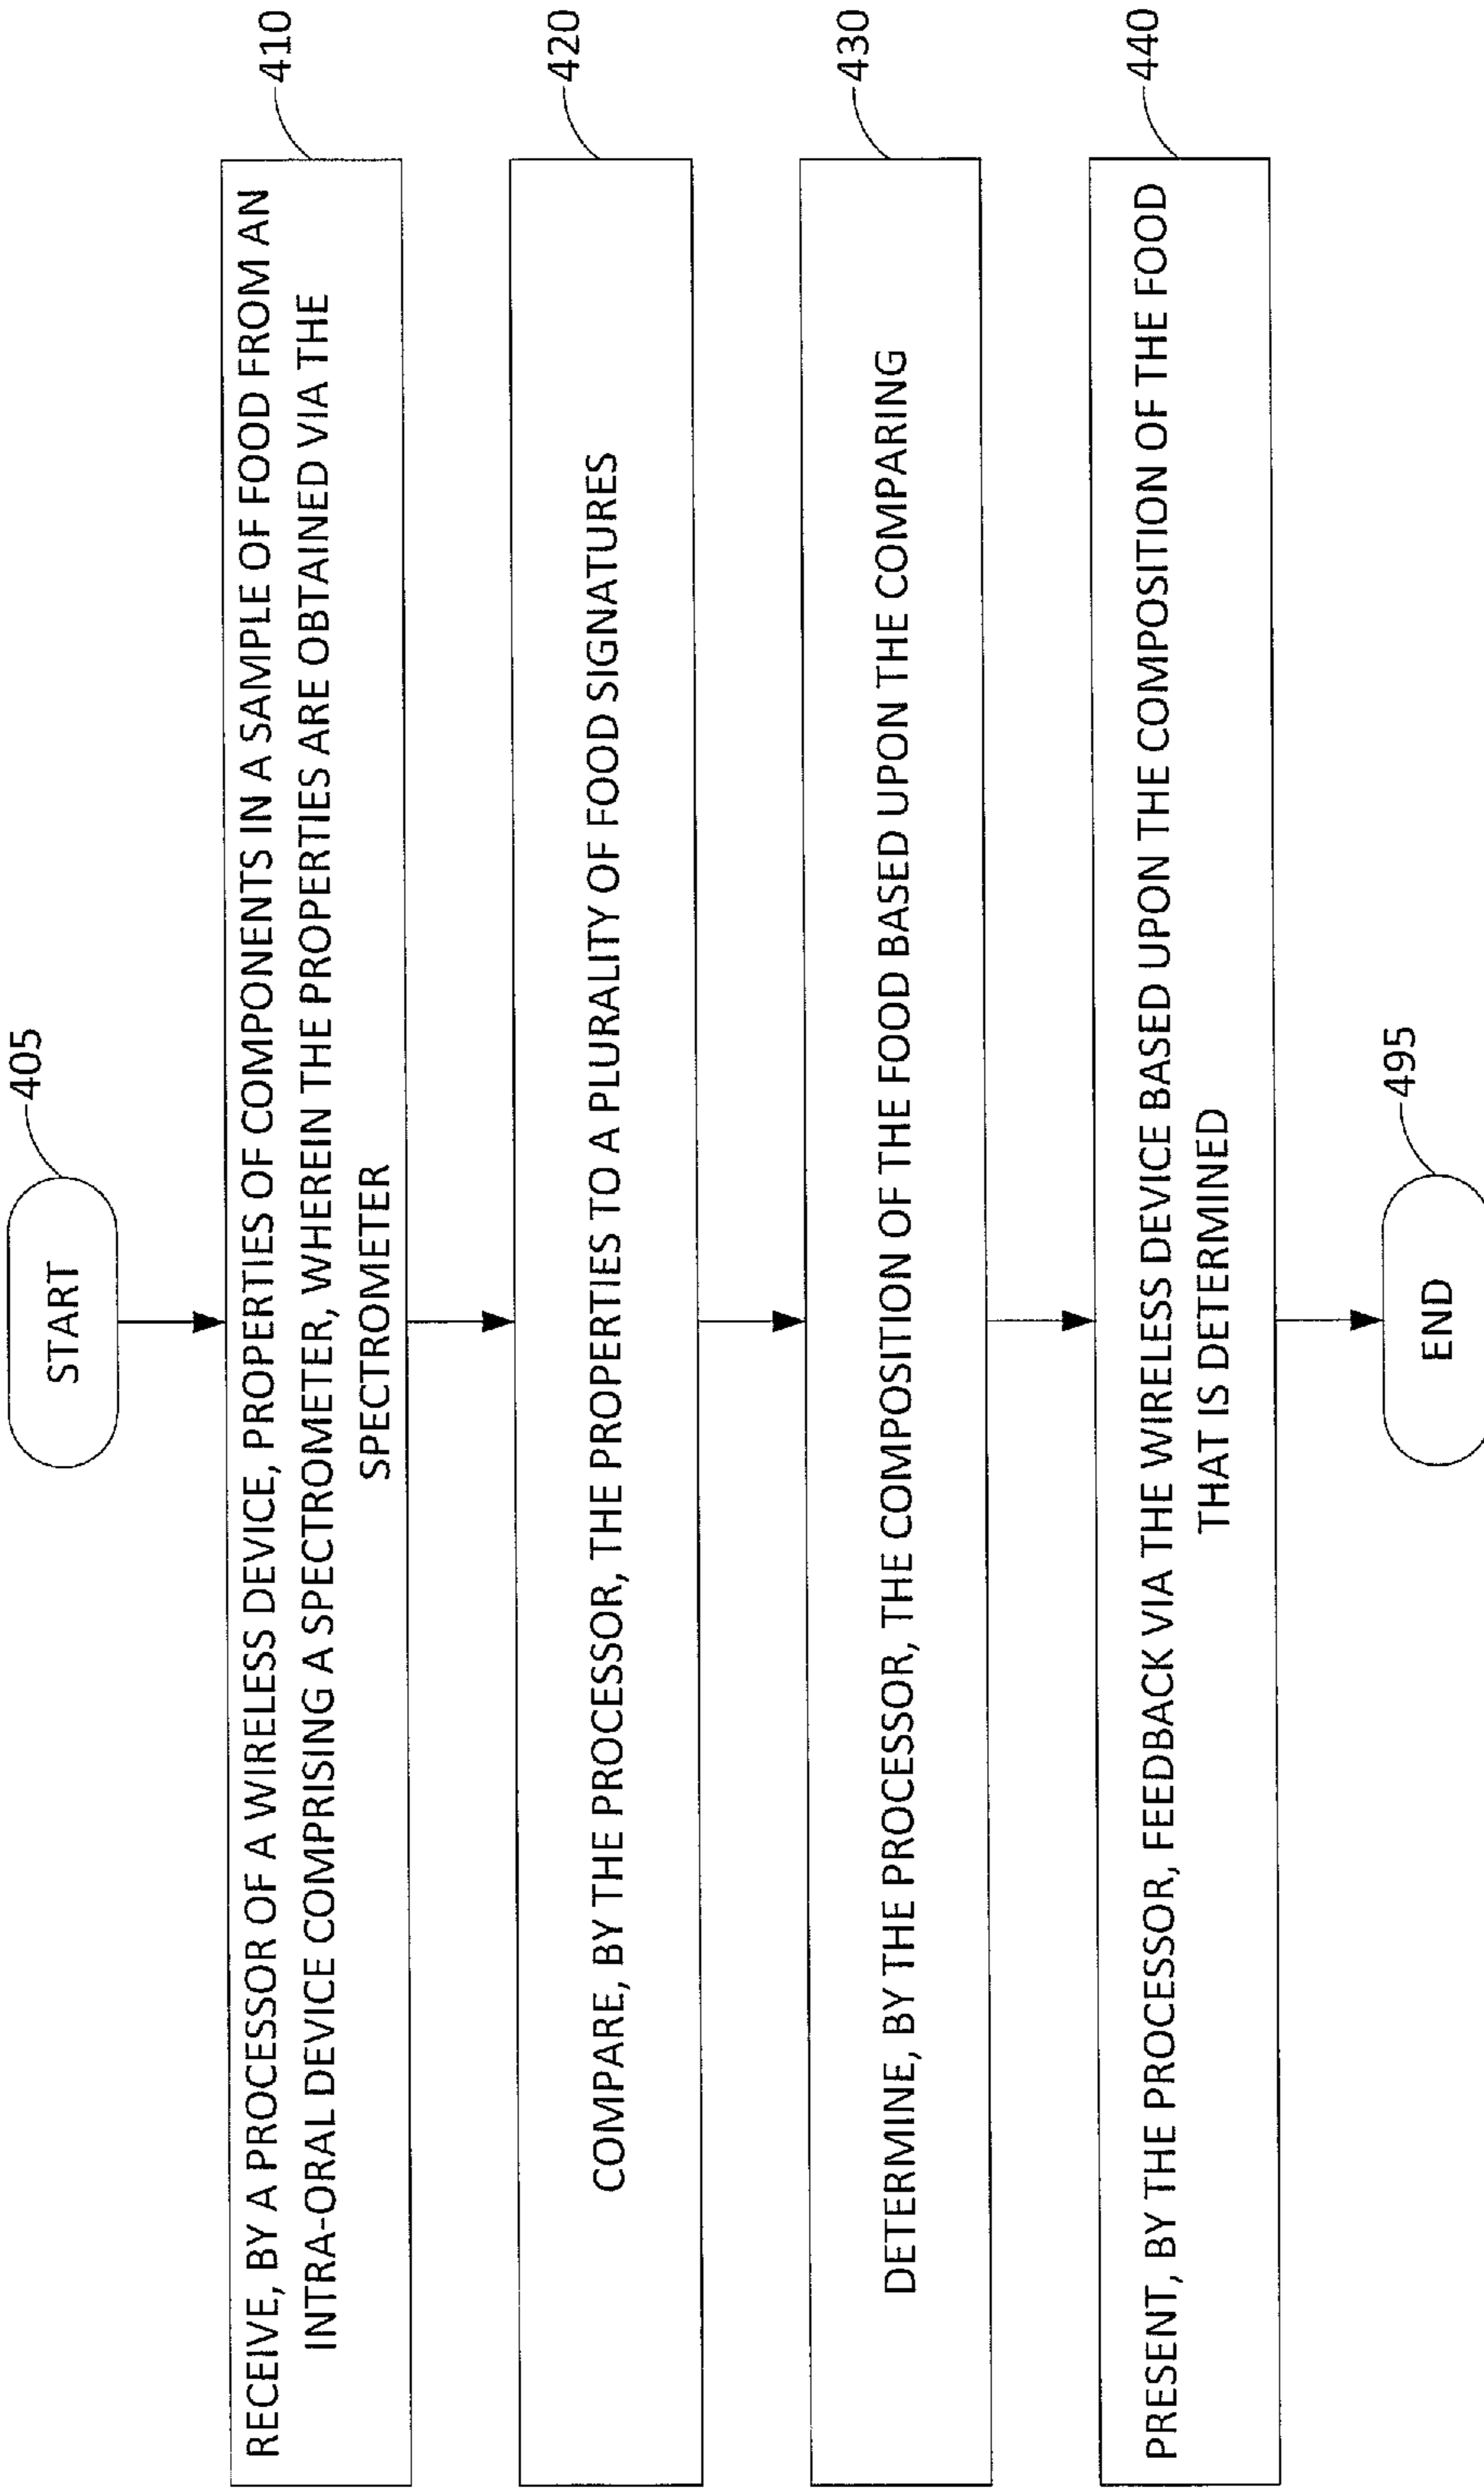 START
405
RECEIVE, BY A PROCESSOR OF A WIRELESS DEVICE, PROPERTIES OF COMPONENTS IN A SAMPLE OF FOOD FROM AN
INTRA-ORAL DEVICE COMPRISING A SPECTROMETER, WHEREIN THE PROPERTIES ARE OBTAINED VIA THE
SPECTROMETER
410
COMPARE, BY THE PROCESSOR, THE PROPERTIES TO A PLURALITY OF FOOD SIGNATURES
420
DETERMINE, BY THE PROCESSOR, THE COMPOSITION OF THE FOOD BASED UPON THE COMPARING
430
PRESENT, BY THE PROCESSOR, FEEDBACK VIA THE WIRELESS DEVICE BASED UPON THE COMPOSITION OF THE FOOD
THAT IS DETERMINED
440
END
495